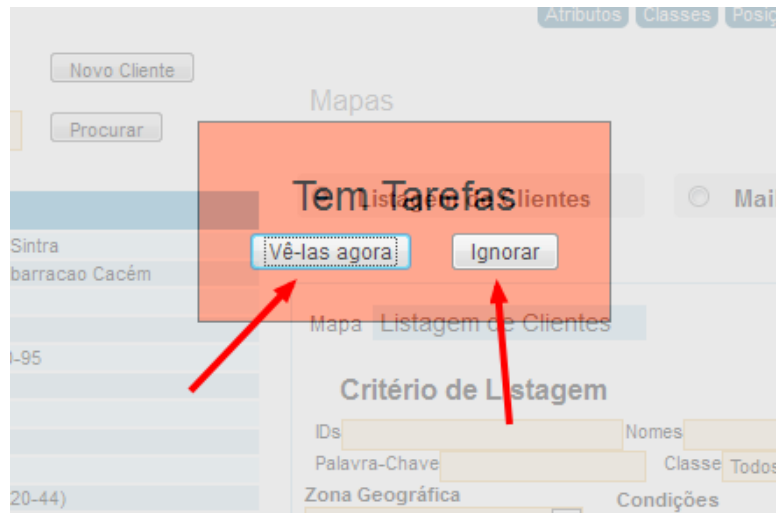 Atributos Classes
Novo Cliente
Mapas
Procurar
Tem Tarefas
Listagem de Clientes
Vê-las agora Ignorar
Sintra
barracao Cacém
Mapa Listagem de Clientes
-95
Critério de Listagem
IDs Nomes
Palavra-Chave Classe Todos
Zona Geográfica Condições
20-44)